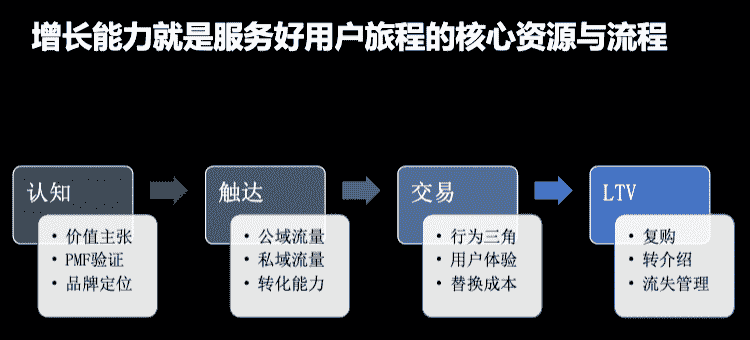 增长能力就是服务好用户旅程的核心资源与流程
认知
• 价值主张
• PMF验证
• 品牌定位
触达
• 公域流量
• 私域流量
• 转化能力
交易
• 行为三角
• 用户体验
• 替换成本
LTV
• 复购
• 转介绍
• 流失管理